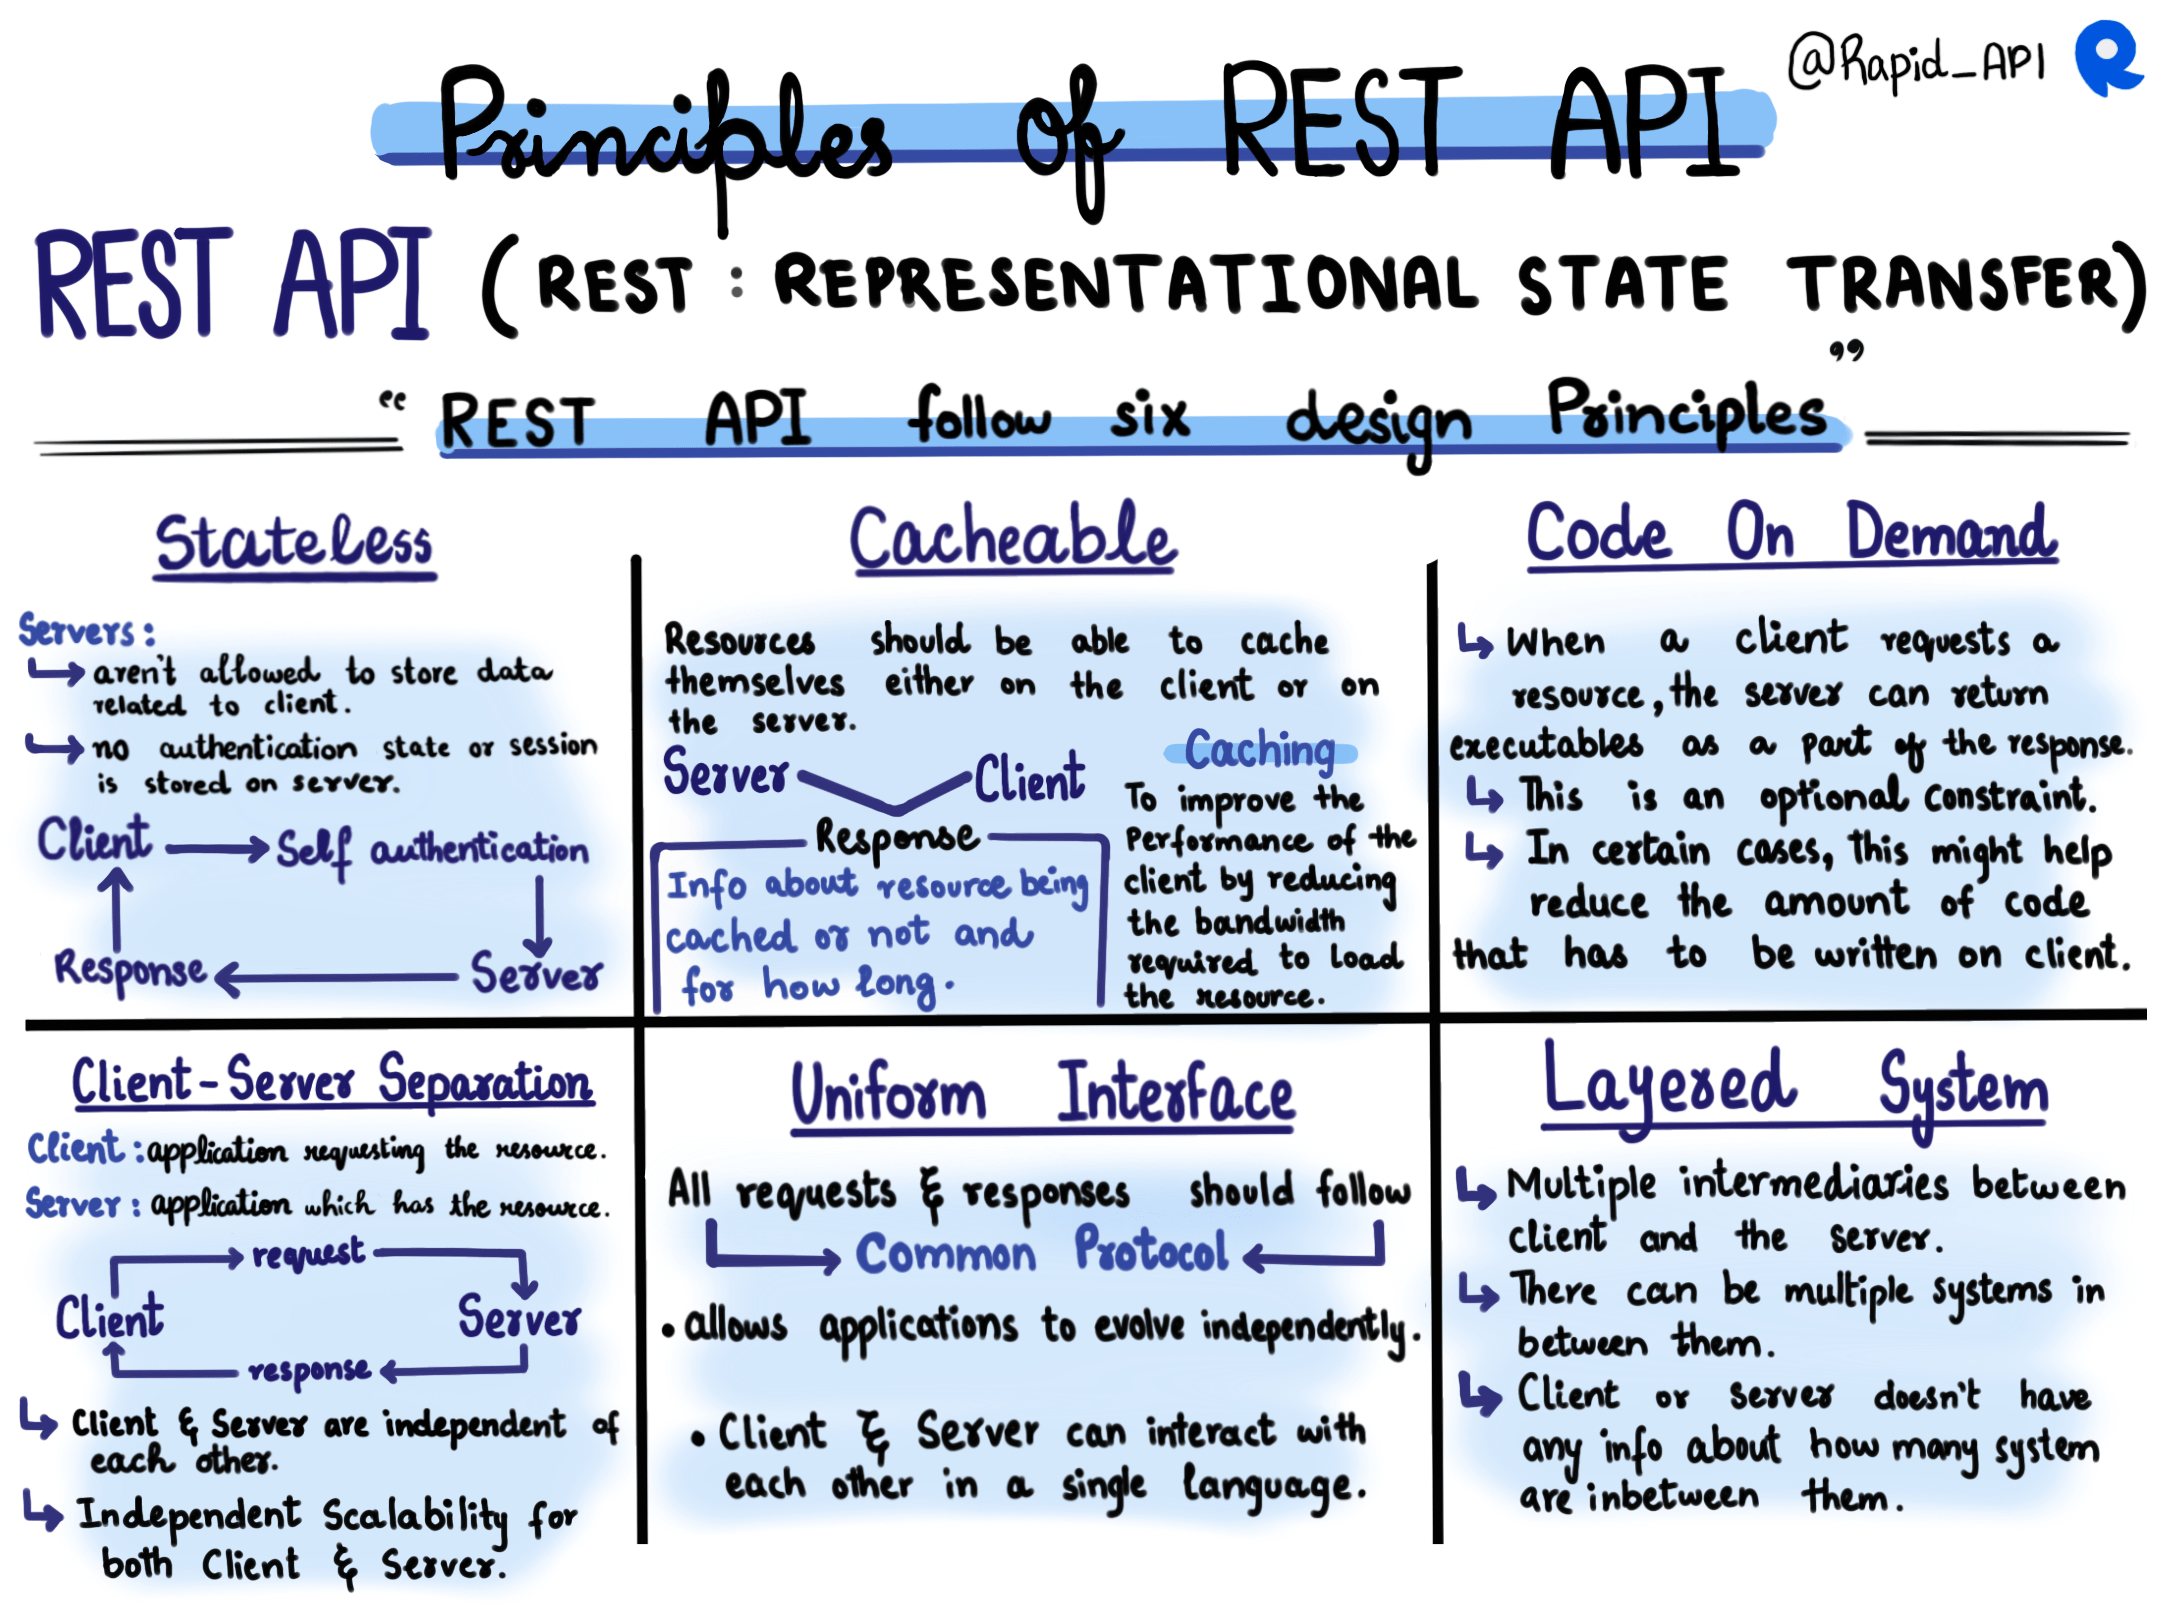 @Rapid_API
Principles of REST API
REST API (REST : REPRESENTATIONAL STATE TRANSFER)
“ REST API follow six design Principles ”
Stateless
Servers:
aren't allowed to store data
related to client.
no authentication state or session
is stored on server.
Client
Self authentication
Response
Server
Cacheable
Resources should be able to cache
themselves either on the client or on
the server.
Server
Client
Response
Info about resource being
cached or not and
for how long.
Caching
To improve the
Performance of the
client by reducing
the bandwidth
required to load
the resource.
Code On Demand
When a client requests a
resource, the server can return
executables as a part of the response.
This is an optional constraint.
In certain cases, this might help
reduce the amount of code
that has to be written on client.
Client-Server Separation
Client: application requesting the resource.
Server: application which has the resource.
request
Client
Server
response
Client & Server are independent of
each other.
Independent Scalability for
both Client & Server.
Uniform Interface
All requests & responses should follow
Common Protocol
• allows applications to evolve independently.
• Client & Server can interact with
each other in a single language.
Layered System
Multiple intermediaries between
client and the server.
There can be multiple systems in
between them.
Client or server doesn't have
any info about how many system
are inbetween them.